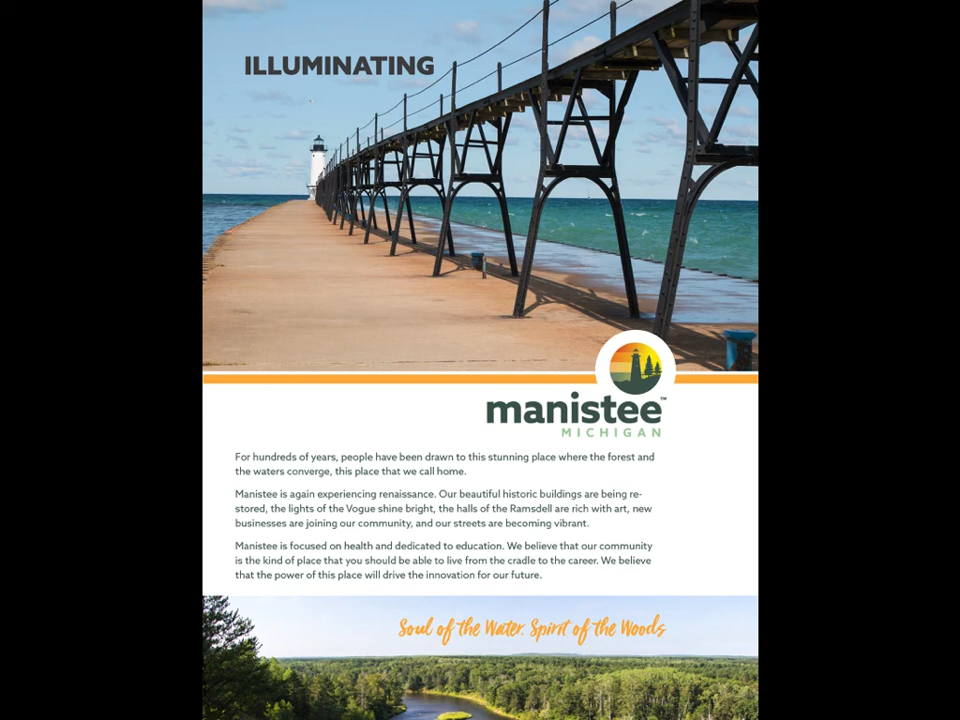 ILLUMINATING
manistee™
MICHIGAN
For hundreds of years, people have been drawn to this stunning place where the forest and
the waters converge, this place that we call home.
Manistee is again experiencing renaissance. Our beautiful historic buildings are being re-
stored, the lights of the Vogue shine bright, the halls of the Ramsdell are rich with art, new
businesses are joining our community, and our streets are becoming vibrant.
Manistee is focused on health and dedicated to education. We believe that our community
is the kind of place that you should be able to live from the cradle to the career. We believe
that the power of this place will drive the innovation for our future.
Soul of the Water. Spirit of the Woods